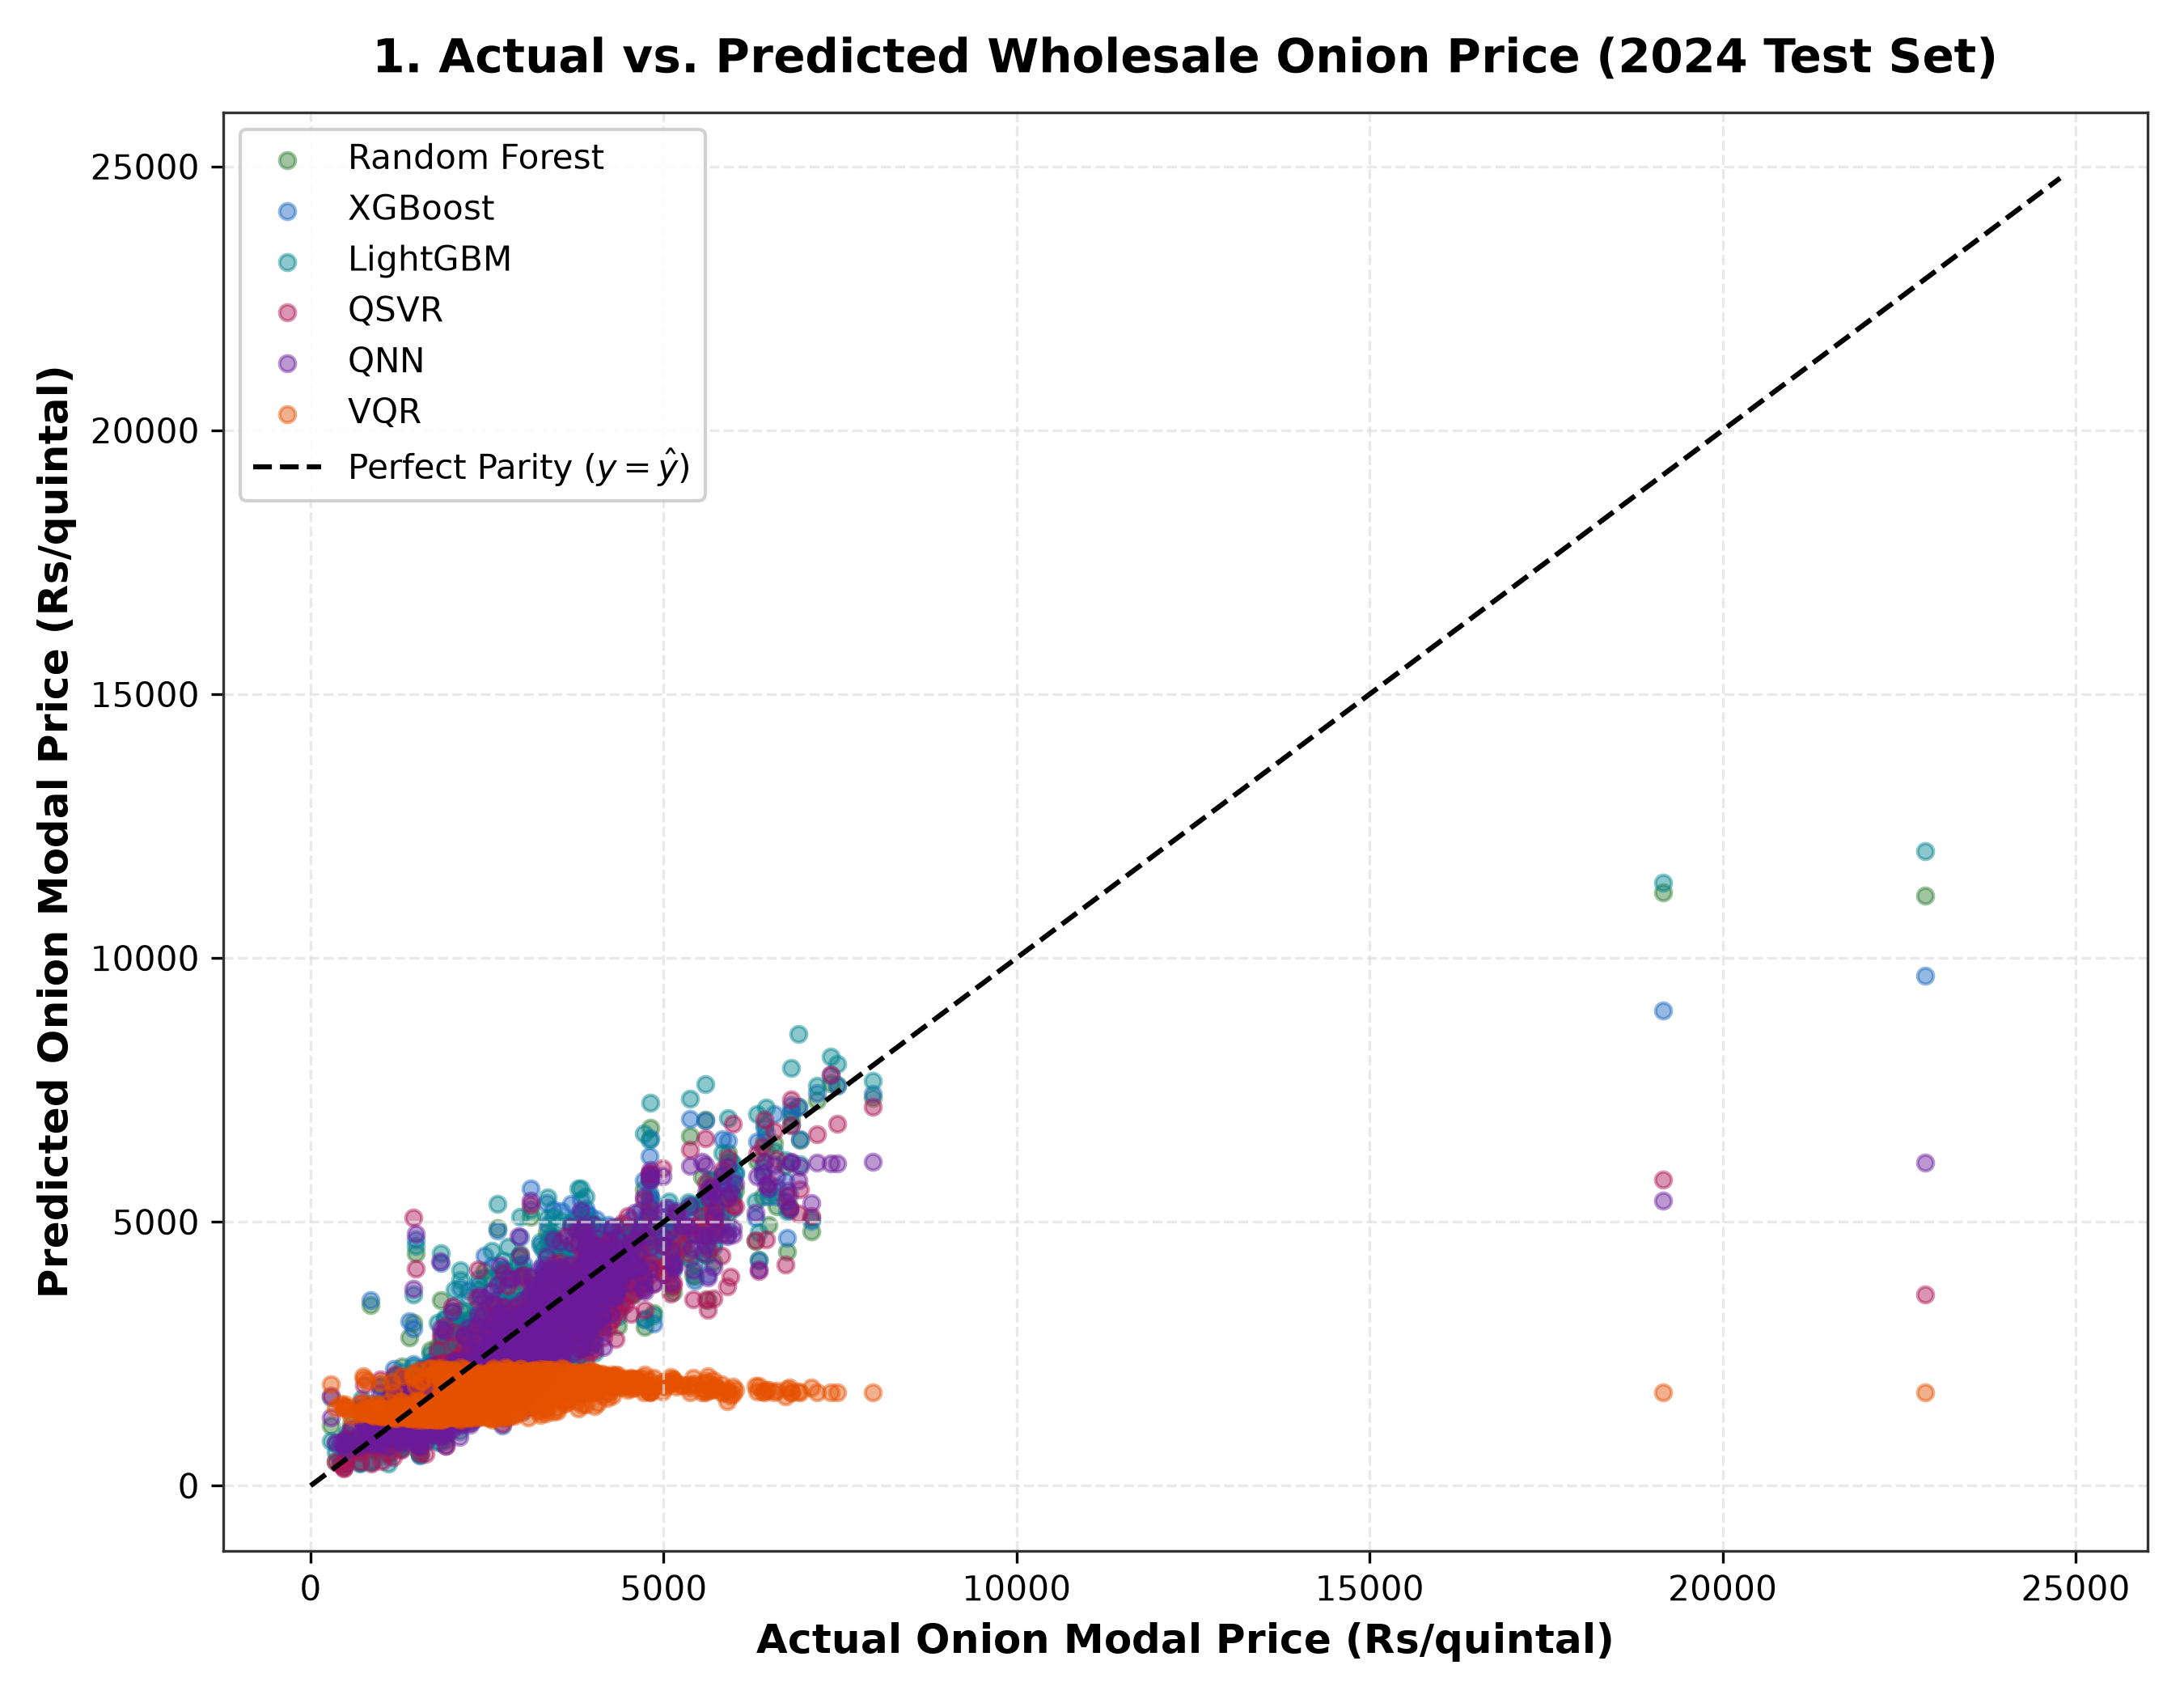 1. Actual vs. Predicted Wholesale Onion Price (2024 Test Set)
Random Forest
XGBoost
LightGBM
QSVR
QNN
VQR
Perfect Parity (y = ŷ)
Predicted Onion Modal Price (Rs/quintal)
25000
20000
15000
10000
5000
0
0
5000
10000
15000
20000
25000
Actual Onion Modal Price (Rs/quintal)